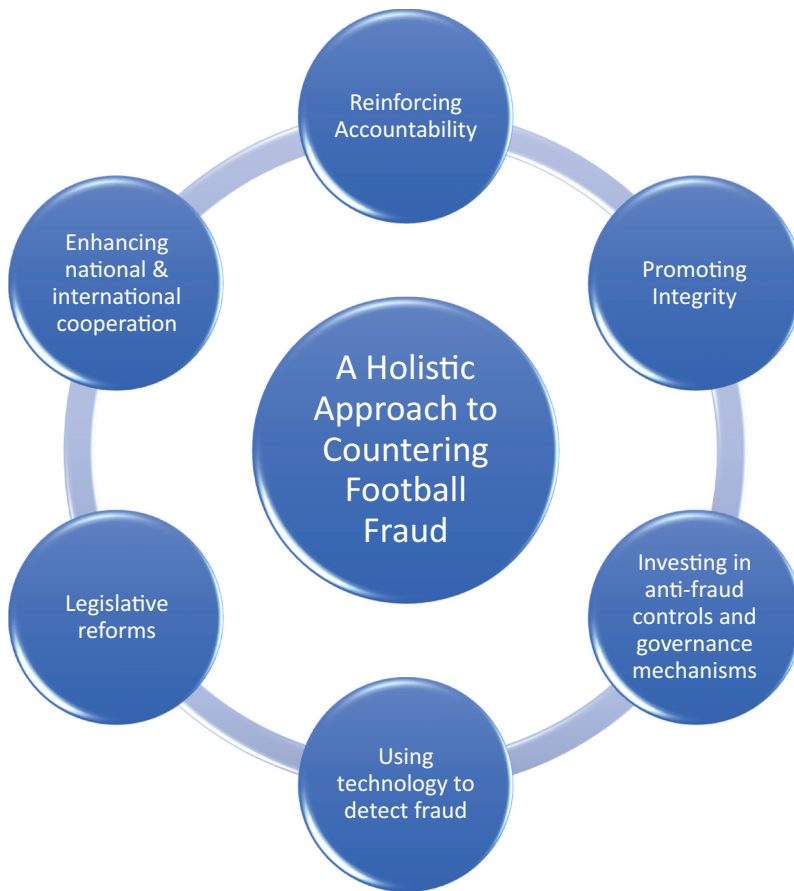 Reinforcing
Accountability
Enhancing
national &
international
cooperation
Promoting
Integrity
A Holistic
Approach to
Countering
Football
Fraud
Legislative
reforms
Investing in
anti-fraud
controls and
governance
mechanisms
Using
technology to
detect fraud